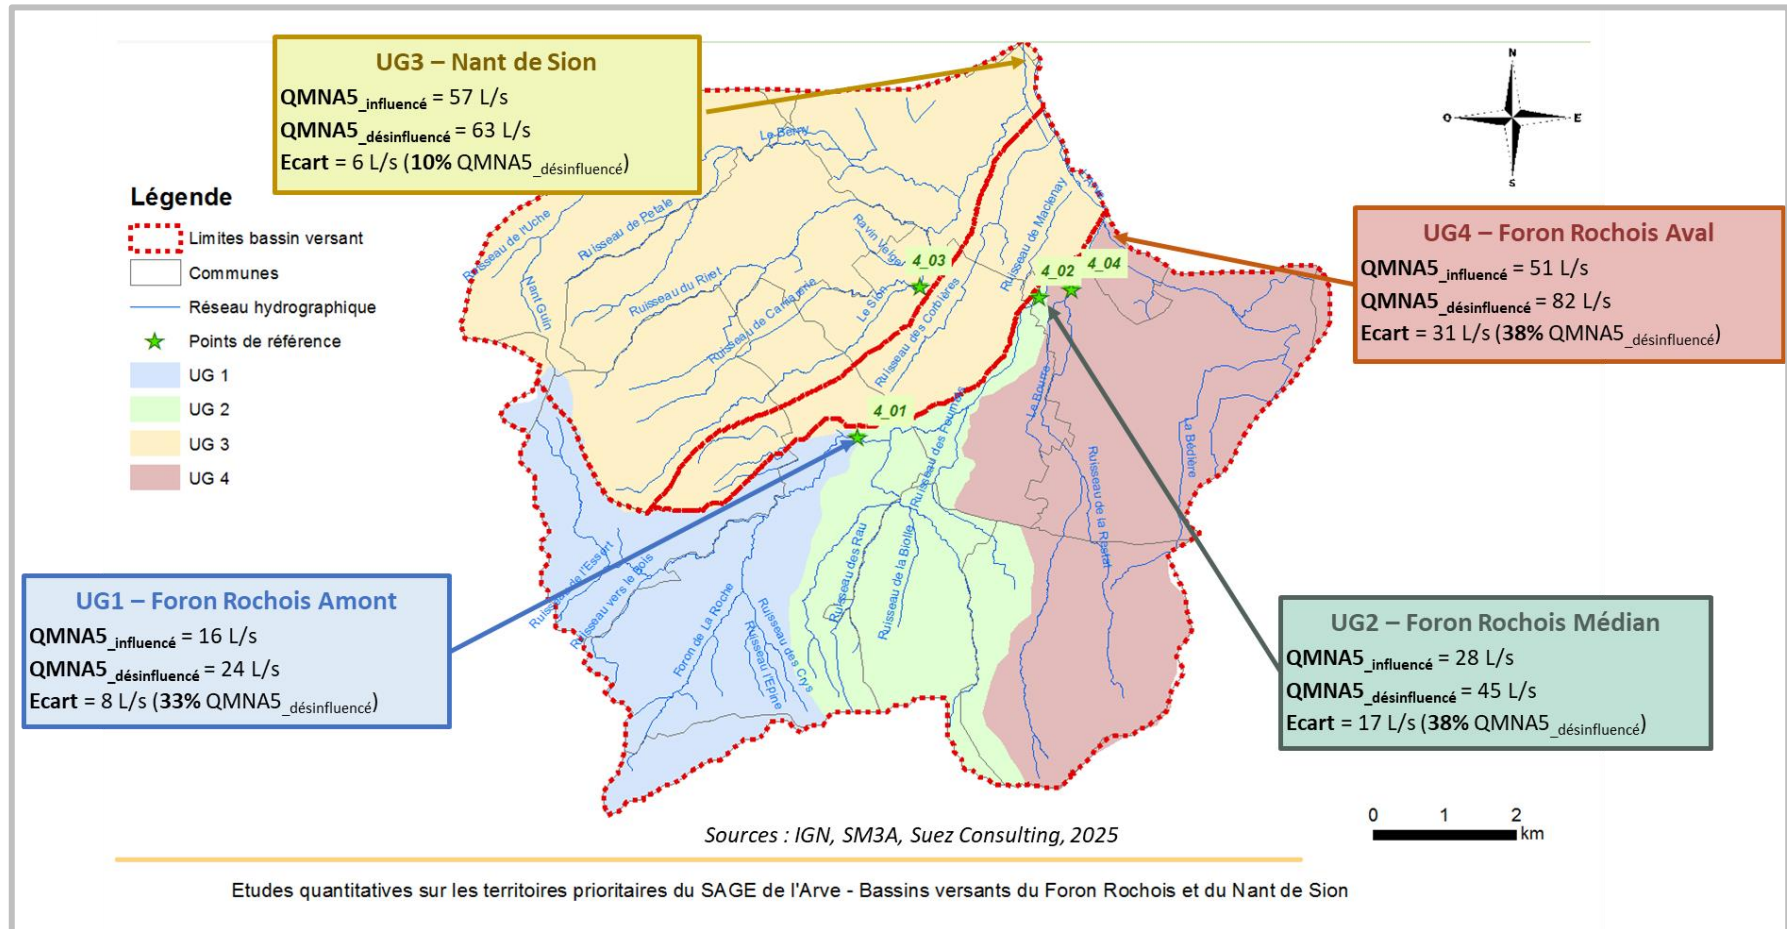 UG3 – Nant de Sion
QMNA5_influencé = 57 L/s
QMNA5_désinfluencé = 63 L/s
Ecart = 6 L/s (10% QMNA5_désinfluencé)
N
O
E
S
Légende
Limites bassin versant
Communes
Réseau hydrographique
Points de référence
UG 1
UG 2
UG 3
UG 4
Le Berny
Ruisseau de l'Uche
Ruisseau de Petale
Nant Guin
Ruisseau du Riret
Ruisseau de Camalerie
Le Sion
Ruisseau des Corbières
Ruisseau de Maclenay
4_03
4_02
4_04
4_01
UG4 – Foron Rochois Aval
QMNA5_influencé = 51 L/s
QMNA5_désinfluencé = 82 L/s
Ecart = 31 L/s (38% QMNA5_désinfluencé)
Le Bourre
La Bédière
Ruisseau de la Restat
Ruisseau des Rau
Ruisseau de la Biolle
Ruisseau de l'Essert
Ruisseau vers le Bois
Foron de La Roche
Ruisseau des Crys
Ruisseau l'Epine
UG1 – Foron Rochois Amont
QMNA5_influencé = 16 L/s
QMNA5_désinfluencé = 24 L/s
Ecart = 8 L/s (33% QMNA5_désinfluencé)
UG2 – Foron Rochois Médian
QMNA5_influencé = 28 L/s
QMNA5_désinfluencé = 45 L/s
Ecart = 17 L/s (38% QMNA5_désinfluencé)
0 1 2
km
Sources : IGN, SM3A, Suez Consulting, 2025
Etudes quantitatives sur les territoires prioritaires du SAGE de l'Arve - Bassins versants du Foron Rochois et du Nant de Sion